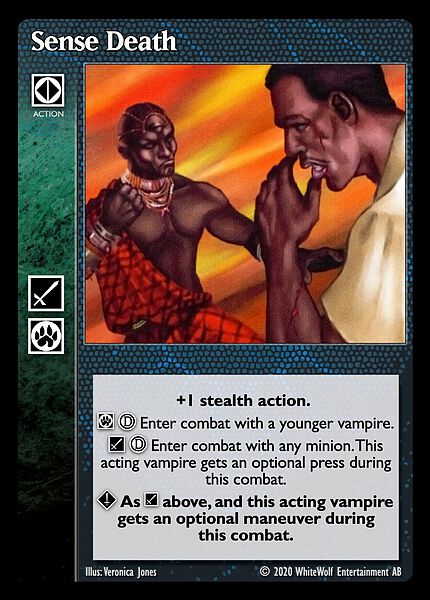 Sense Death
ACTION
+1 stealth action.
Ⓓ Enter combat with a younger vampire.
Ⓓ Enter combat with any minion. This
acting vampire gets an optional press during
this combat.
As above, and this acting vampire
gets an optional maneuver during
this combat.
Illus: Veronica Jones © 2020 WhiteWolf Entertainment AB